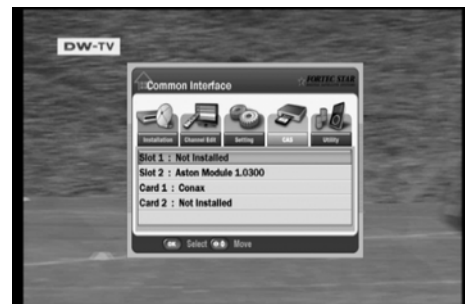 DW-TV
Common Interface
FORTEC STAR
Installation Channel Edit Setting CAS Utility
Slot 1 : Not Installed
Slot 2 : Aston Module 1.0300
Card 1 : Conax
Card 2 : Not Installed
OK Select Move